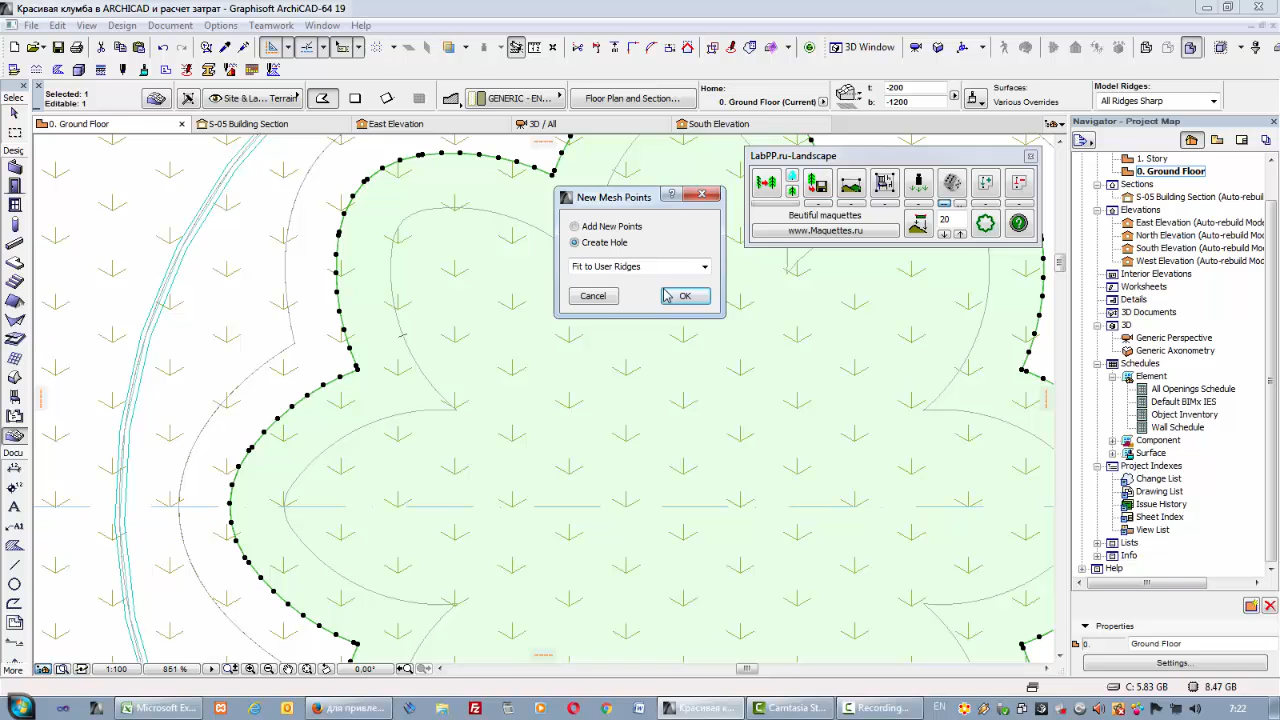 Красивая клумба в ARCHICAD и расчет затрат - Graphisoft ArchiCAD-64 19
File Edit View Design Document Options Teamwork Window Help
3D Window
Selec
Selected: 1
Editable: 1
Site & La... Terrain
GENERIC - EN...
Floor Plan and Section...
Home:
0. Ground Floor (Current)
t: -200
b: -1200
Surfaces:
Various Overrides
Model Ridges:
All Ridges Sharp
0. Ground Floor
S-05 Building Section
East Elevation
3D / All
South Elevation
Navigator - Project Map
Desig
Docu
More
LabPP.ru-Landscape
Beutiful maquettes
www.Maquettes.ru
20
New Mesh Points
Add New Points
Create Hole
Fit to User Ridges
Cancel
OK
1. Story
0. Ground Floor
Sections
S-05 Building Section (Auto-rebuild Mod
Elevations
East Elevation (Auto-rebuild Model)
North Elevation (Auto-rebuild Model)
South Elevation (Auto-rebuild Model)
West Elevation (Auto-rebuild Model)
Interior Elevations
Worksheets
Details
3D Documents
3D
Generic Perspective
Generic Axonometry
Schedules
Element
All Openings Schedule
Default BIMx IES
Object Inventory
Wall Schedule
Component
Surface
Project Indexes
Change List
Drawing List
Issue History
Sheet Index
View List
Lists
Info
Help
Properties
0.
Ground Floor
Settings...
1:100
851 %
0.00°
C: 5.83 GB
8.47 GB
Microsoft Ex...
для привле...
Красивая к...
Camtasia St...
Recording...
EN
7:22